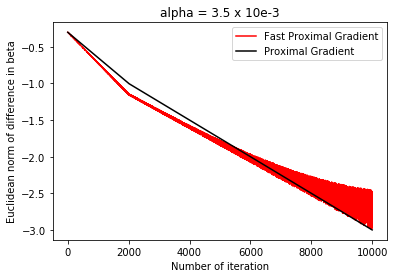 alpha = 3.5 x 10e-3
Fast Proximal Gradient
Proximal Gradient
Euclidean norm of difference in beta
−0.5
−1.0
−1.5
−2.0
−2.5
−3.0
0 2000 4000 6000 8000 10000
Number of iteration